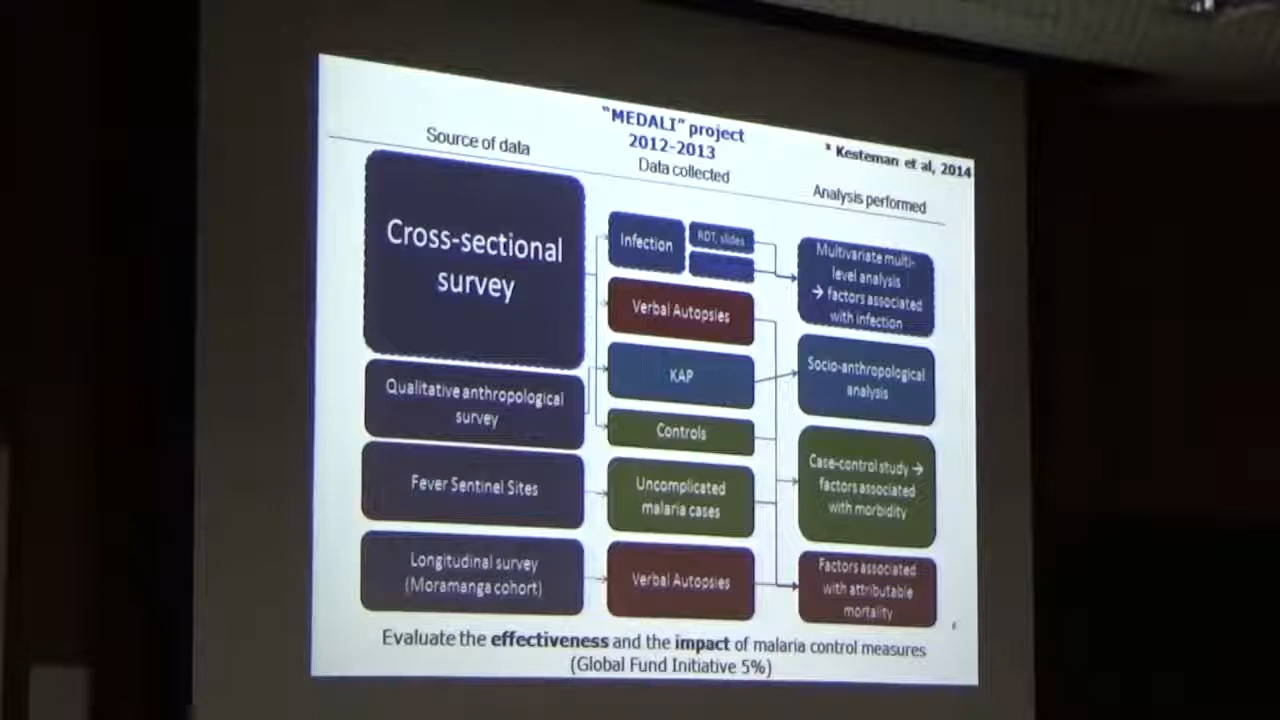 "MEDALI" project
2012-2013
* Kesteman et al, 2014
Source of data
Data collected
Analysis performed
Cross-sectional
survey
Qualitative anthropological
survey
Fever Sentinel Sites
Longitudinal survey
(Moramanga cohort)
Infection
RDT, slides
Verbal Autopsies
KAP
Controls
Uncomplicated
malaria cases
Verbal Autopsies
Multivariate multi-
level analysis
→ factors associated
with infection
Socio-anthropological
analysis
Case-control study →
factors associated
with morbidity
Factors associated
with attributable
mortality
Evaluate the effectiveness and the impact of malaria control measures
(Global Fund Initiative 5%)